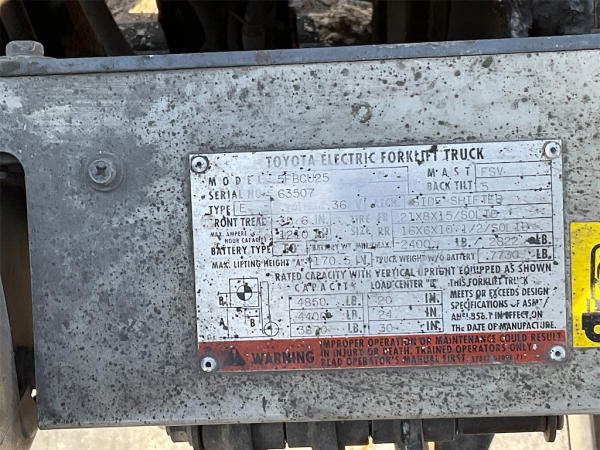 TOYOTA ELECTRIC FORKLIFT TRUCK
MODEL 5FBCU25 MAST FSV
SERIAL NO. 63507 BACK TILT 5
TYPE E 36 V SIDE SHIFTER
FRONT TREAD IN. TIRE 21X8X15/SOLID
MAX. AMPERE HOUR CAPACITY SIZE RR 16X6X10-1/2/SOLID
BATTERY TYPE BATTERY WT. 2400 LB. LB.
MAX. LIFTING HEIGHT "A" 170.5 TRUCK WEIGHT W/O BATTERY 7730 LB.
RATED CAPACITY WITH VERTICAL UPRIGHT EQUIPPED AS SHOWN
CAPACITY LOAD CENTER THIS FORKLIFT TRUCK
4850 LB. 20 IN. MEETS OR EXCEEDS DESIGN
SPECIFICATIONS OF
LB. 24 IN. IN EFFECT ON
LB. 30 IN. THE DATE OF MANUFACTURE.
A
B
WARNING
IMPROPER OPERATION OR MAINTENANCE COULD RESULT
IN INJURY OR DEATH. TRAINED OPERATORS ONLY.
READ OPERATOR'S MANUAL FIRST.